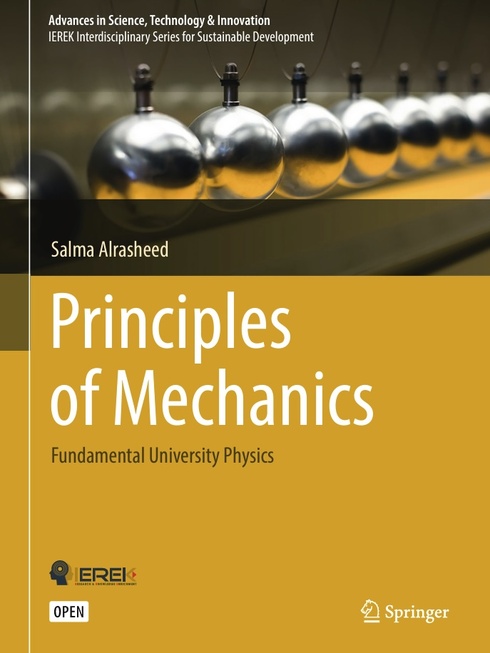 Advances in Science, Technology & Innovation
IEREK Interdisciplinary Series for Sustainable Development
Salma Alrasheed
Principles
of Mechanics
Fundamental University Physics
IEREK
OPEN
Springer